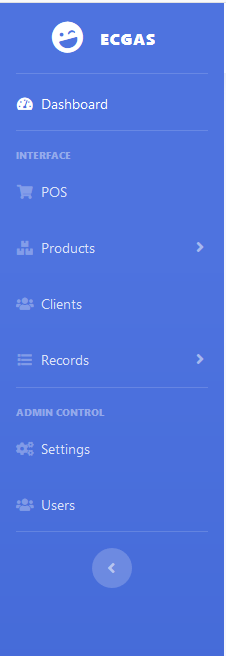 ECGAS
Dashboard
INTERFACE
POS
Products
Clients
Records
ADMIN CONTROL
Settings
Users